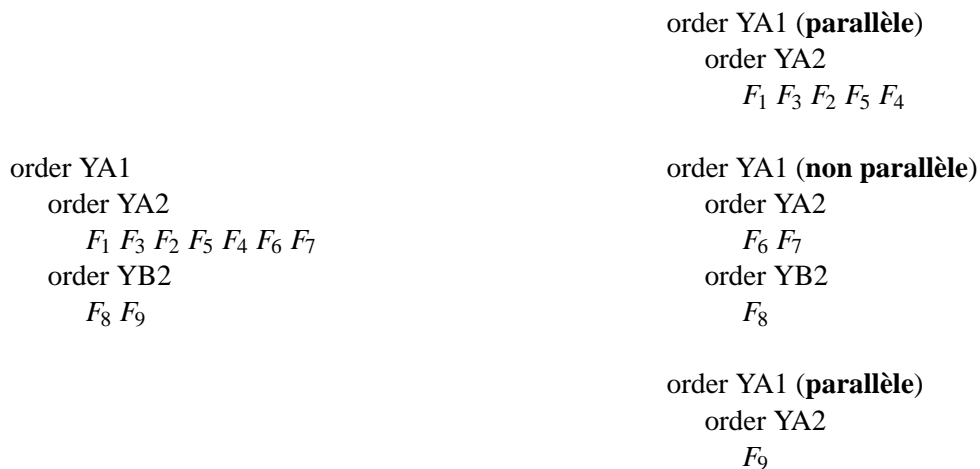 order YA1
order YA2
F1 F3 F2 F5 F4 F6 F7
order YB2
F8 F9
order YA1 (parallèle)
order YA2
F1 F3 F2 F5 F4
order YA1 (non parallèle)
order YA2
F6 F7
order YB2
F8
order YA1 (parallèle)
order YA2
F9